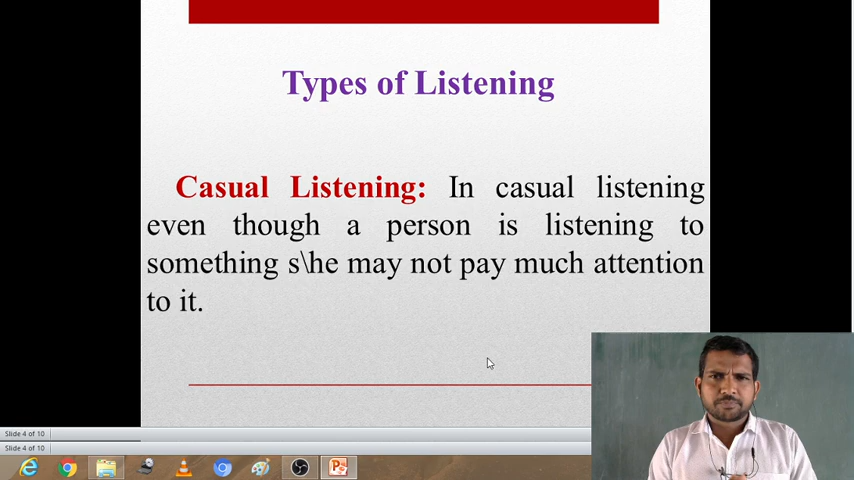 Types of Listening
Casual Listening: In casual listening
even though a person is listening to
something s\he may not pay much attention
to it.
Slide 4 of 10
Slide 4 of 10